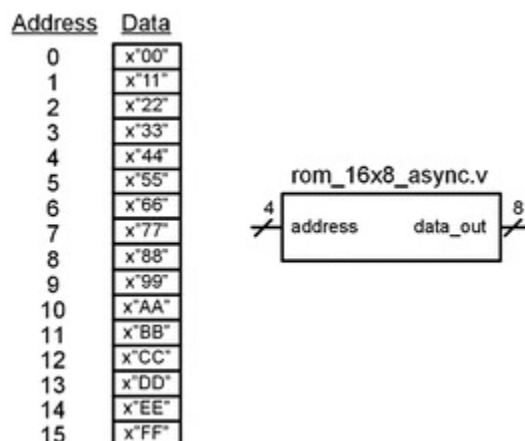 Address Data
0 x"00"
1 x"11"
2 x"22"
3 x"33"
4 x"44"
5 x"55"
6 x"66"
7 x"77"
8 x"88"
9 x"99"
10 x"AA"
11 x"BB"
12 x"CC"
13 x"DD"
14 x"EE"
15 x"FF"
rom_16x8_async.v
4 address data_out 8